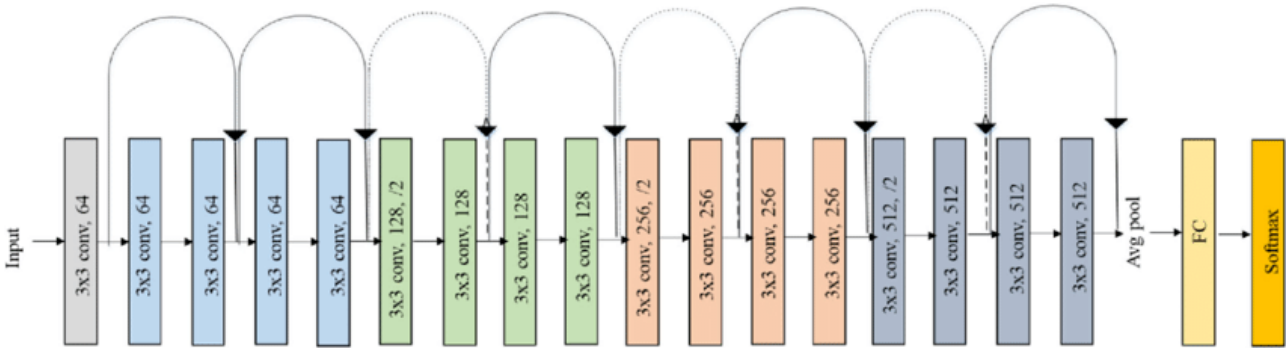 Input
3x3 conv, 64
3x3 conv, 64
3x3 conv, 64
3x3 conv, 64
3x3 conv, 64
3x3 conv, 128, /2
3x3 conv, 128
3x3 conv, 128
3x3 conv, 128
3x3 conv, 256, /2
3x3 conv, 256
3x3 conv, 256
3x3 conv, 256
3x3 conv, 512, /2
3x3 conv, 512
3x3 conv, 512
3x3 conv, 512
Avg pool
FC
Softmax